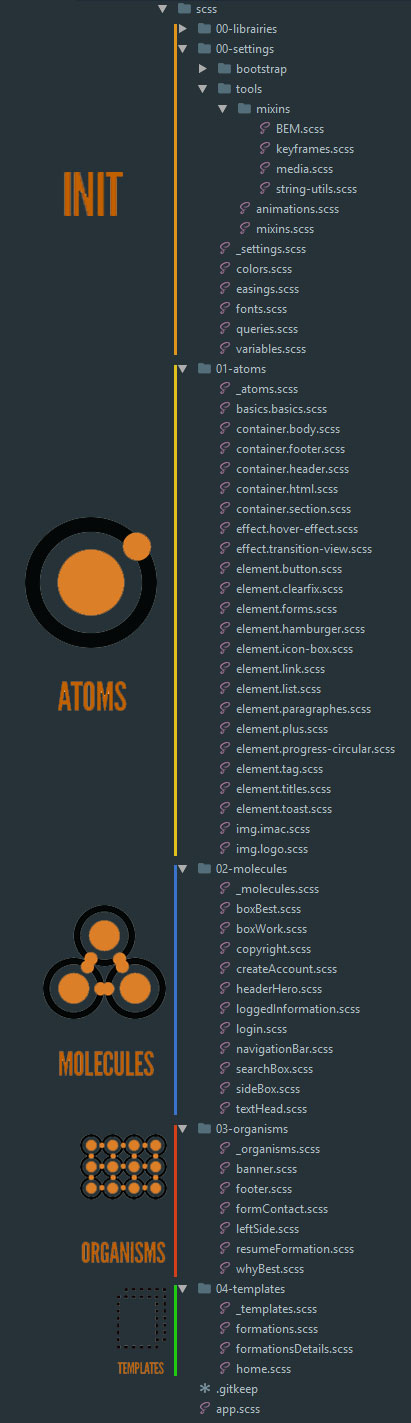 scss
00-librairies
00-settings
bootstrap
tools
mixins
BEM.scss
keyframes.scss
media.scss
string-utils.scss
animations.scss
mixins.scss
_settings.scss
colors.scss
easings.scss
fonts.scss
queries.scss
variables.scss
INIT
01-atoms
_atoms.scss
basics.basics.scss
container.body.scss
container.footer.scss
container.header.scss
container.html.scss
container.section.scss
effect.hover-effect.scss
effect.transition-view.scss
element.button.scss
element.clearfix.scss
element.forms.scss
element.hamburger.scss
element.icon-box.scss
element.link.scss
element.list.scss
element.paragraphes.scss
element.plus.scss
element.progress-circular.scss
element.tag.scss
element.titles.scss
element.toast.scss
img.imac.scss
img.logo.scss
ATOMS
02-molecules
_molecules.scss
boxBest.scss
boxWork.scss
copyright.scss
createAccount.scss
headerHero.scss
loggedInformation.scss
login.scss
navigationBar.scss
searchBox.scss
sideBox.scss
textHead.scss
MOLECULES
03-organisms
_organisms.scss
banner.scss
footer.scss
formContact.scss
leftSide.scss
resumeFormation.scss
whyBest.scss
ORGANISMS
04-templates
_templates.scss
formations.scss
formationsDetails.scss
home.scss
TEMPLATES
.gitkeep
app.scss